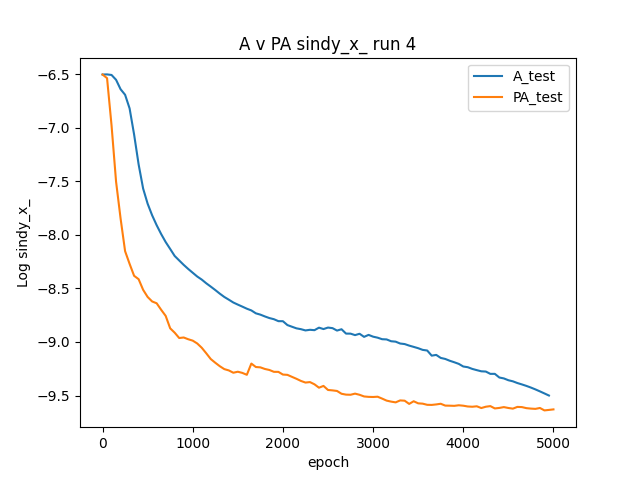 A v PA sindy_x_ run 4
A_test
PA_test
Log sindy_x_
−6.5
−7.0
−7.5
−8.0
−8.5
−9.0
−9.5
0 1000 2000 3000 4000 5000
epoch